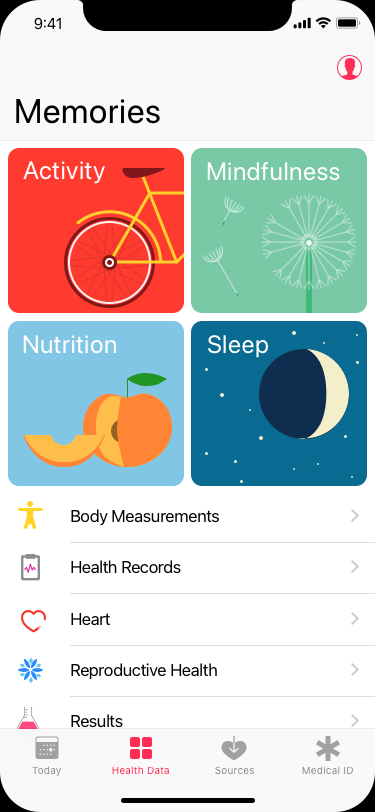 9:41
Memories
Activity
Mindfulness
Nutrition
Sleep
Body Measurements
Health Records
Heart
Reproductive Health
Results
Today
Health Data
Sources
Medical ID